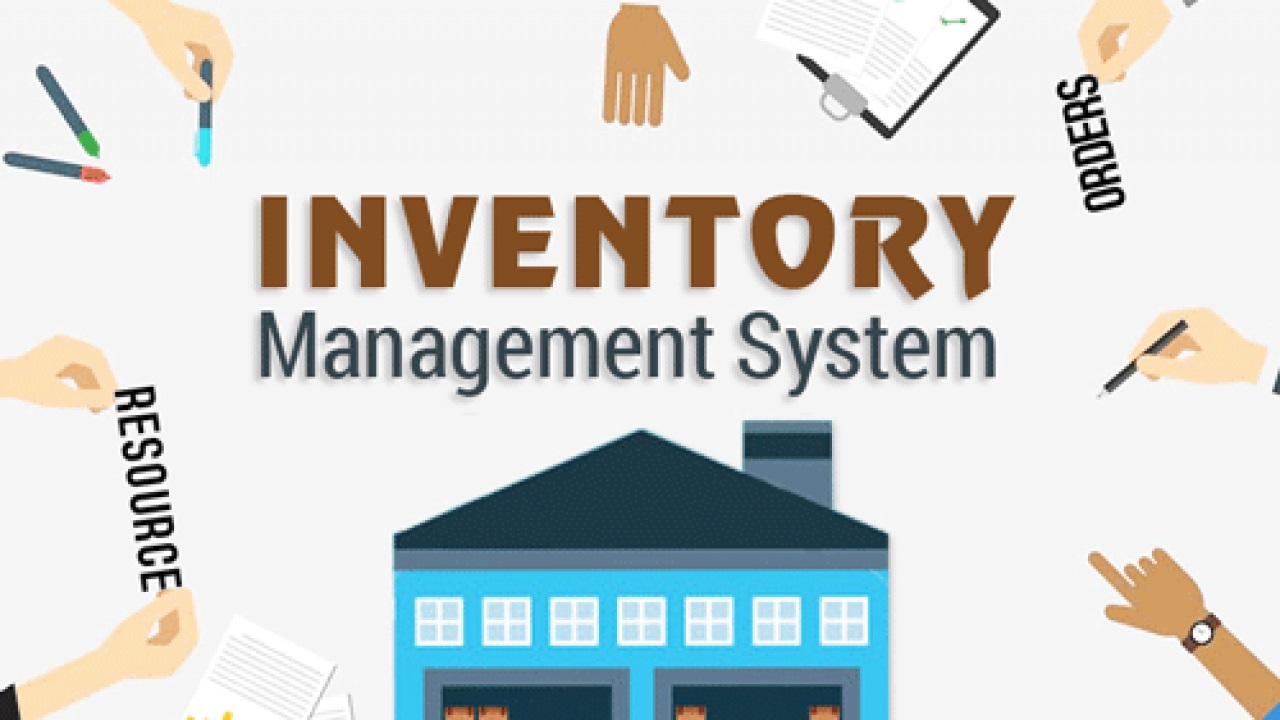 ORDERS
INVENTORY
Management System
RESOURCE